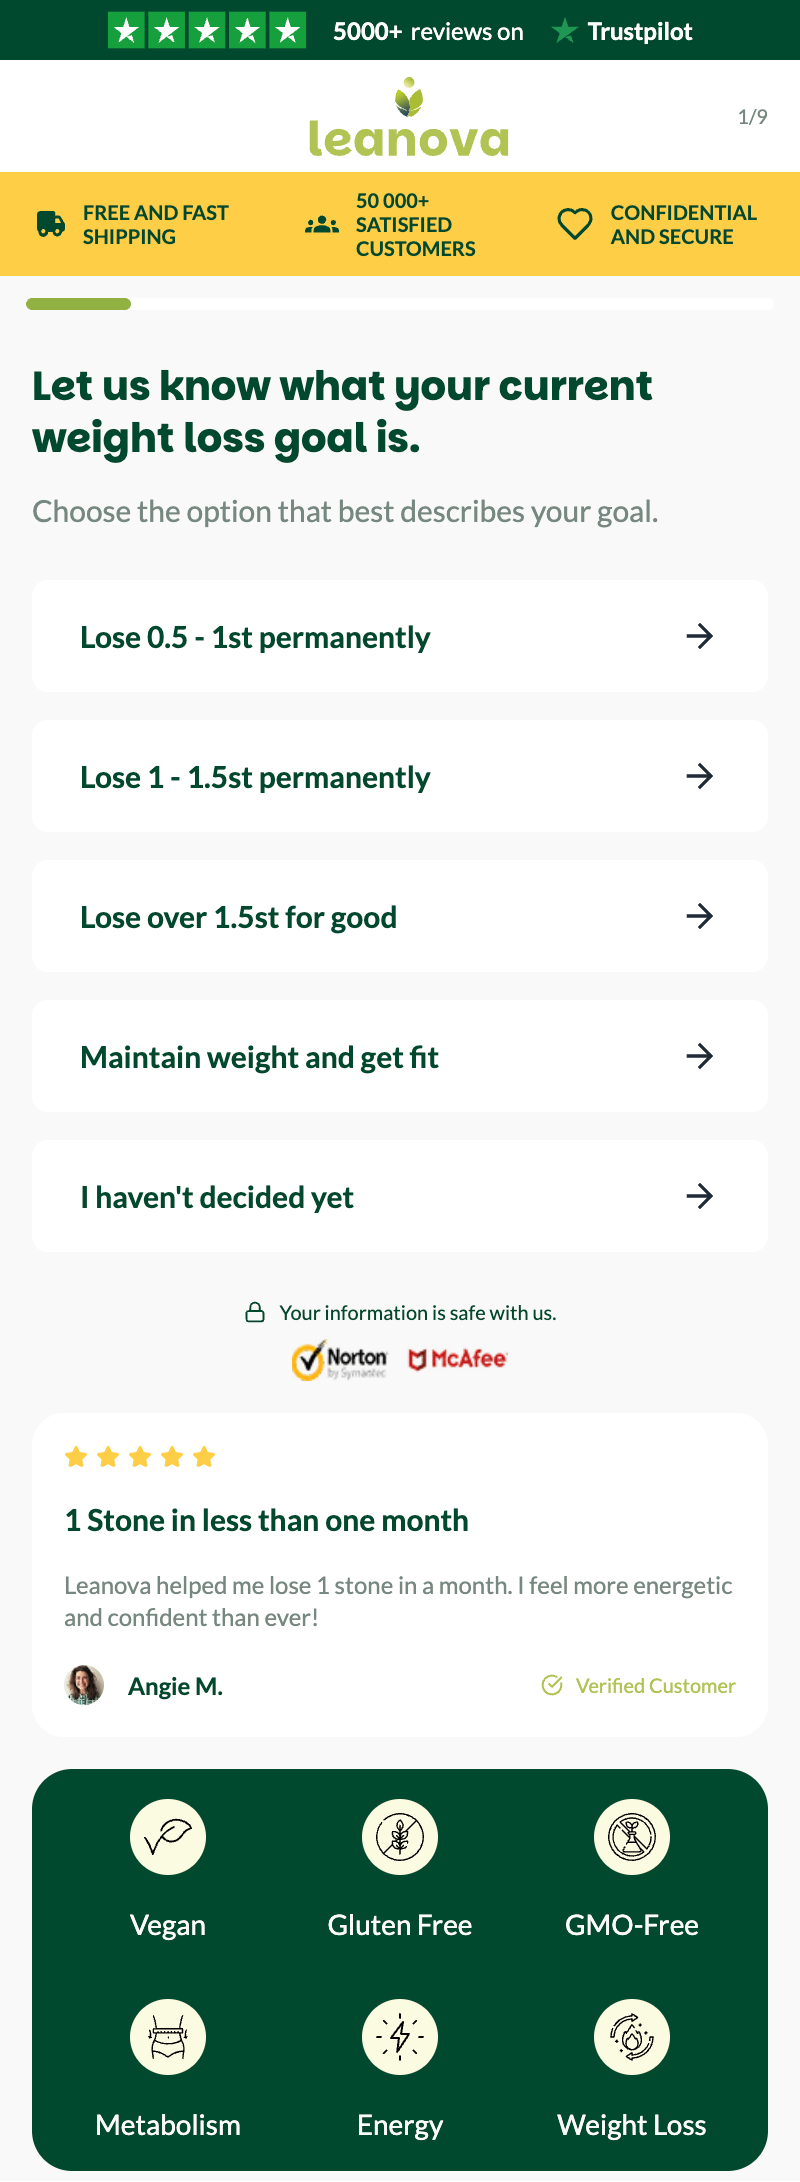 5000+ reviews on Trustpilot
leanova
1/9
FREE AND FAST
SHIPPING
50 000+
SATISFIED
CUSTOMERS
CONFIDENTIAL
AND SECURE
Let us know what your current
weight loss goal is.
Choose the option that best describes your goal.
Lose 0.5 - 1st permanently
Lose 1 - 1.5st permanently
Lose over 1.5st for good
Maintain weight and get fit
I haven't decided yet
Your information is safe with us.
Norton
by Symantec
McAfee
1 Stone in less than one month
Leanova helped me lose 1 stone in a month. I feel more energetic
and confident than ever!
Angie M.
Verified Customer
Vegan
Gluten Free
GMO-Free
Metabolism
Energy
Weight Loss